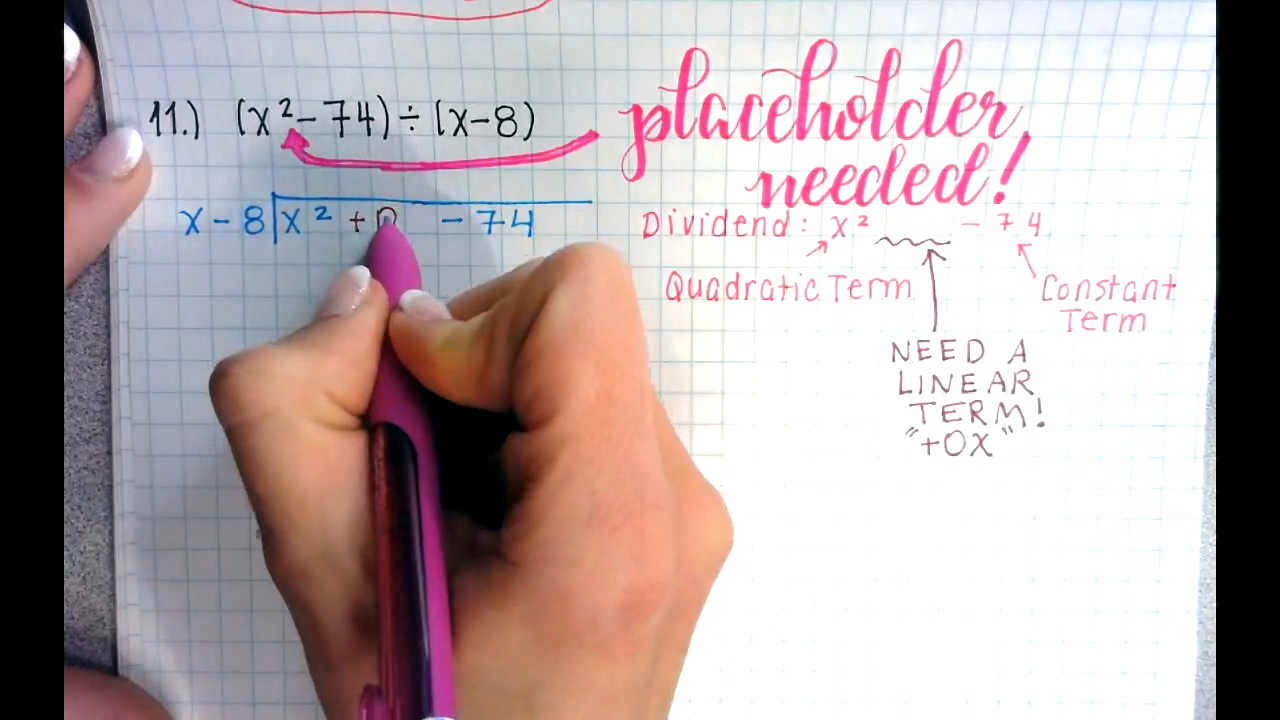 11.) (x²-74)÷(x-8)
placeholder
needed!
x-8 x² +0 -74
Dividend: x² -74
Quadratic Term
Constant
Term
NEED A
LINEAR
TERM!
"+0X"